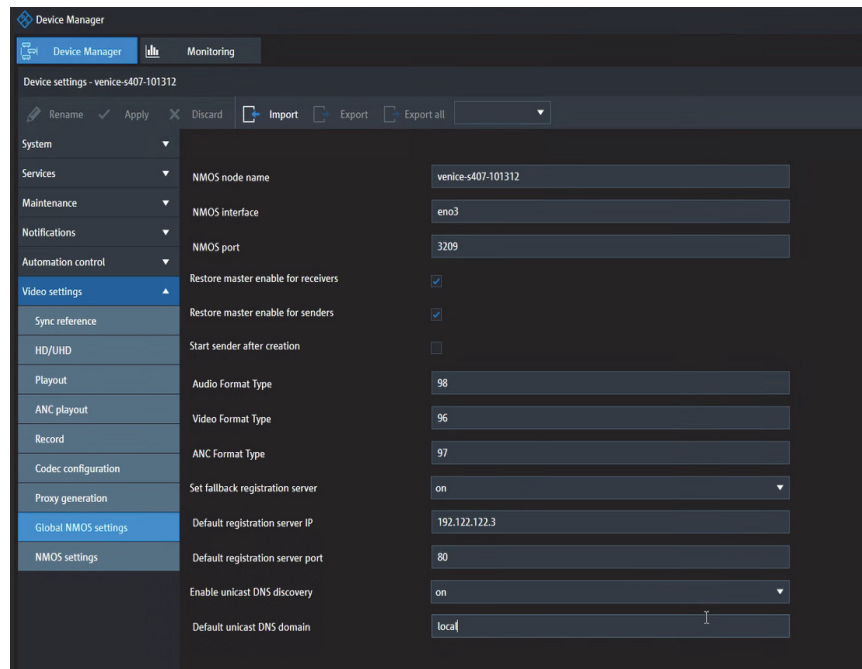 Device Manager
Device Manager Monitoring
Device settings - venice-s407-101312
Rename Apply Discard Import Export Export all
System
Services
Maintenance
Notifications
Automation control
Video settings
Sync reference
HD/UHD
Playout
ANC playout
Record
Codec configuration
Proxy generation
Global NMOS settings
NMOS settings
NMOS node name venice-s407-101312
NMOS interface eno3
NMOS port 3209
Restore master enable for receivers
Restore master enable for senders
Start sender after creation
Audio Format Type 98
Video Format Type 96
ANC Format Type 97
Set fallback registration server on
Default registration server IP 192.122.122.3
Default registration server port 80
Enable unicast DNS discovery on
Default unicast DNS domain local